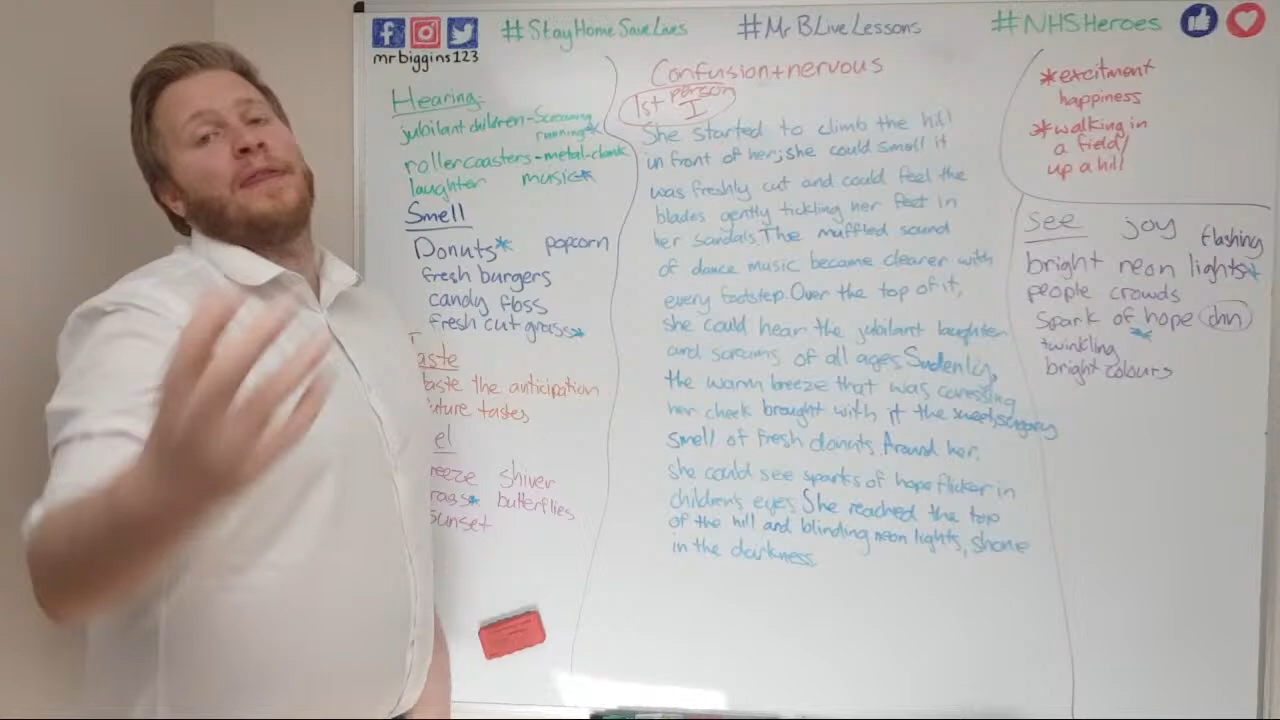 #StayHomeSaveLives
#MrBLiveLessons
#NHSHeroes
mrbiggins123
Hearing:
jubilant children-Screaming
running*
rollercoasters-metal-clank
laughter music*
Smell
Donuts* popcorn
fresh burgers
candy floss
fresh cut grass*
Taste
taste the anticipation
future tastes
el
reeze shiver
rass* butterflies
sunset
Confusion+nervous
1st person
I
She started to climb the hill
in front of her; she could smell it
was freshly cut and could feel the
blades gently tickling her feet in
her sandals. The muffled sound
of dance music became clearer with
every footstep. Over the top of it,
she could hear the jubilant laughter
and screams of all ages. Sudenly,
the warm breeze that was caressing
her cheek brought with it the sweet, sugary
smell of fresh donuts. Around her,
she could see sparks of hope flicker in
children's eyes. She reached the top
of the hill and blinding neon lights, shone
in the darkness.
*excitment
happiness
*walking in
a field/
up a hill
See joy flashing
bright neon lights*
people crowds
Spark of hope chn
twinkling *
bright colours